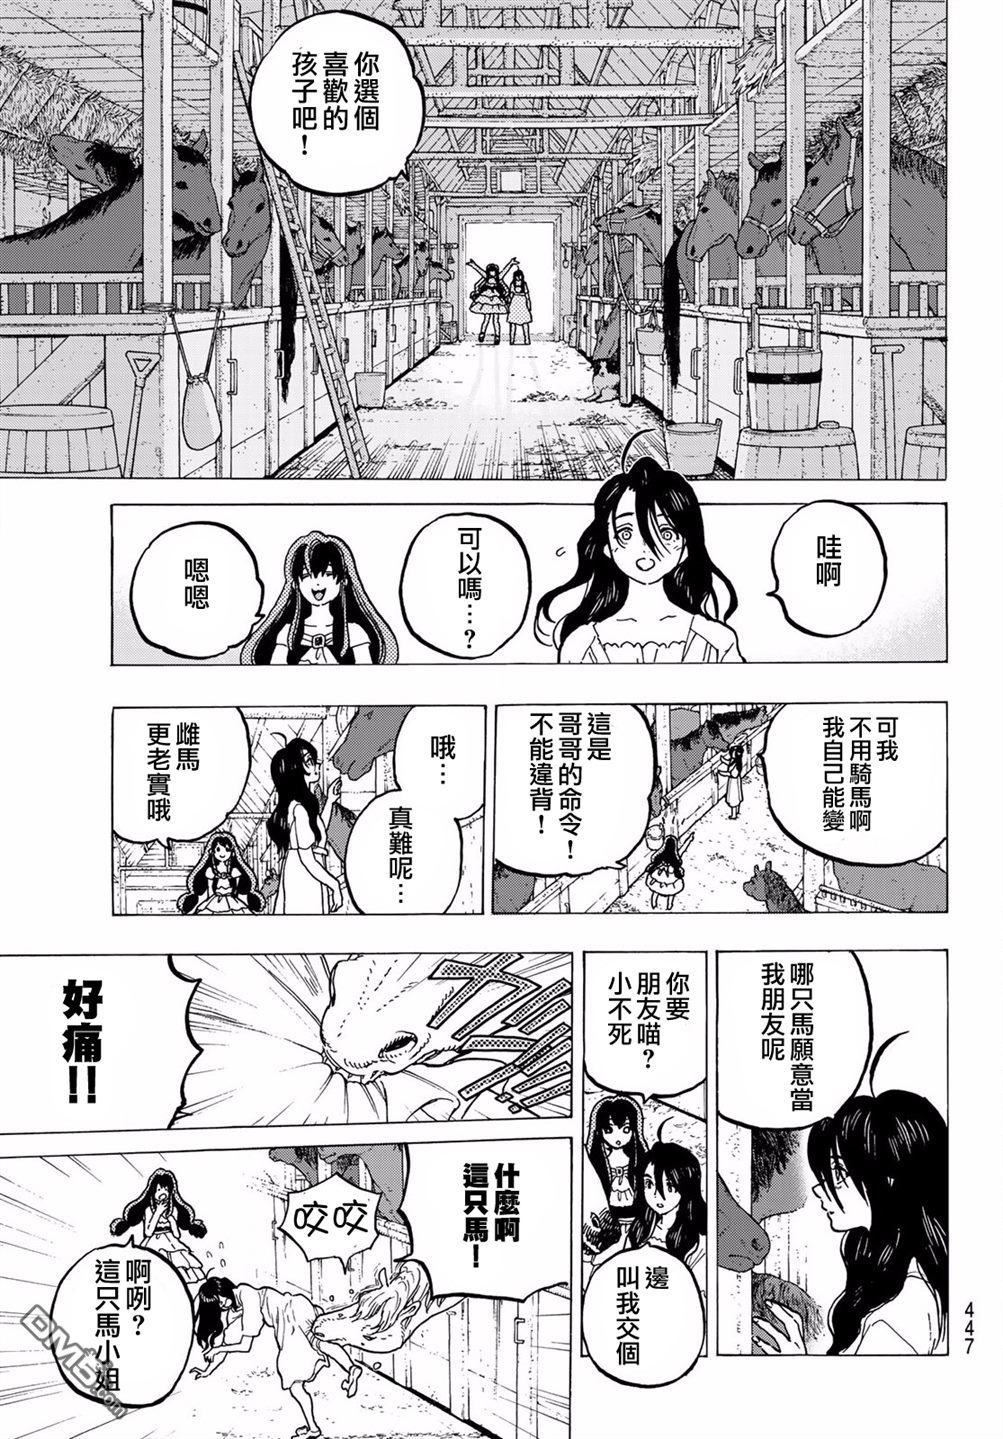 你選個
喜歡的
孩子吧！
哇啊
可以嗎…?
嗯嗯
可我
不用騎馬啊
我自己能變
這是
哥哥的命令！
不能違背！
哦…
真難呢…
雌馬
更老實哦
哪只馬願意當
我朋友呢
你要
朋友喵？
小不死
邊
叫我交個
好痛!!
什麼啊
這只馬！
咬咬
啊咧？
這只馬小姐
447
DM5.com